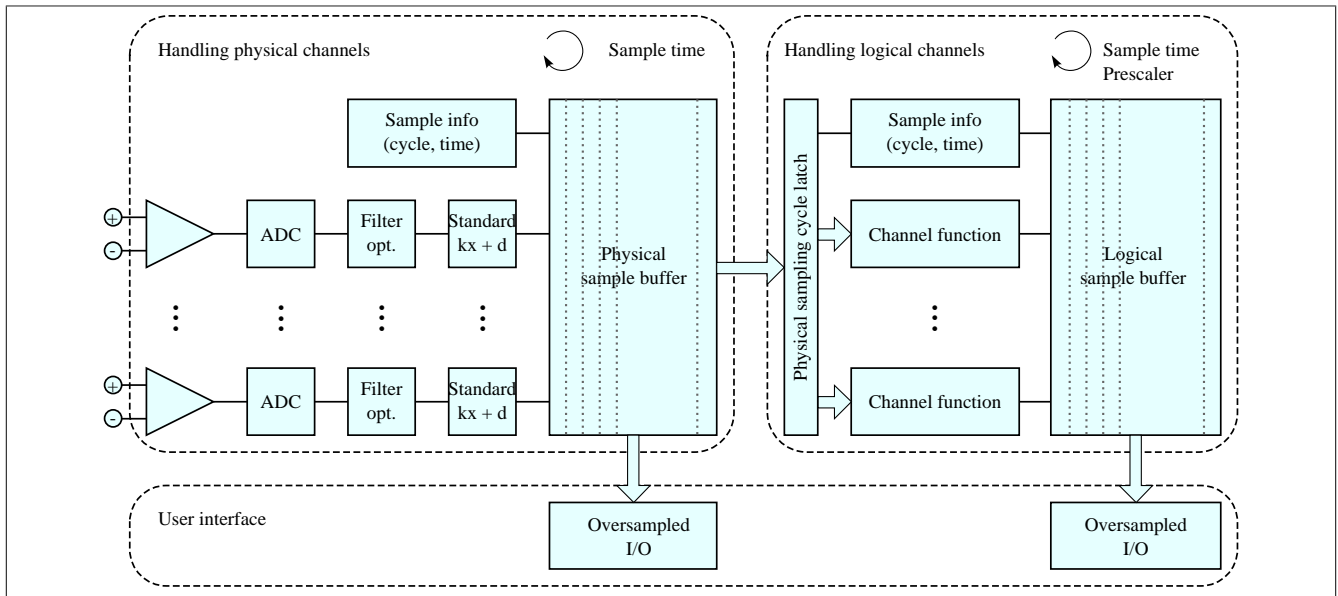 Handling physical channels
Sample time
Handling logical channels
Sample time
Prescaler
Sample info
(cycle, time)
Physical sampling cycle latch
Sample info
(cycle, time)
+
-
ADC
Filter
opt.
Standard
kx + d
Physical
sample buffer
Channel function
Logical
sample buffer
+
-
ADC
Filter
opt.
Standard
kx + d
Channel function
User interface
Oversampled
I/O
Oversampled
I/O